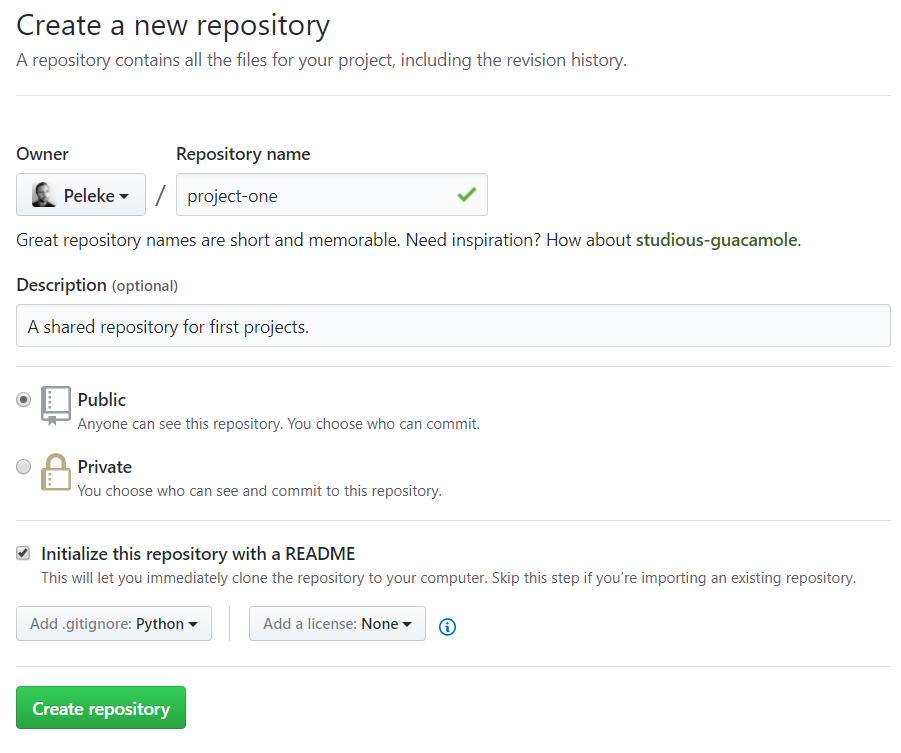 Create a new repository
A repository contains all the files for your project, including the revision history.
Owner
Repository name
Peleke
/
project-one
Great repository names are short and memorable. Need inspiration? How about studious-guacamole.
Description (optional)
A shared repository for first projects.
Public
Anyone can see this repository. You choose who can commit.
Private
You choose who can see and commit to this repository.
Initialize this repository with a README
This will let you immediately clone the repository to your computer. Skip this step if you’re importing an existing repository.
Add .gitignore: Python
Add a license: None
Create repository